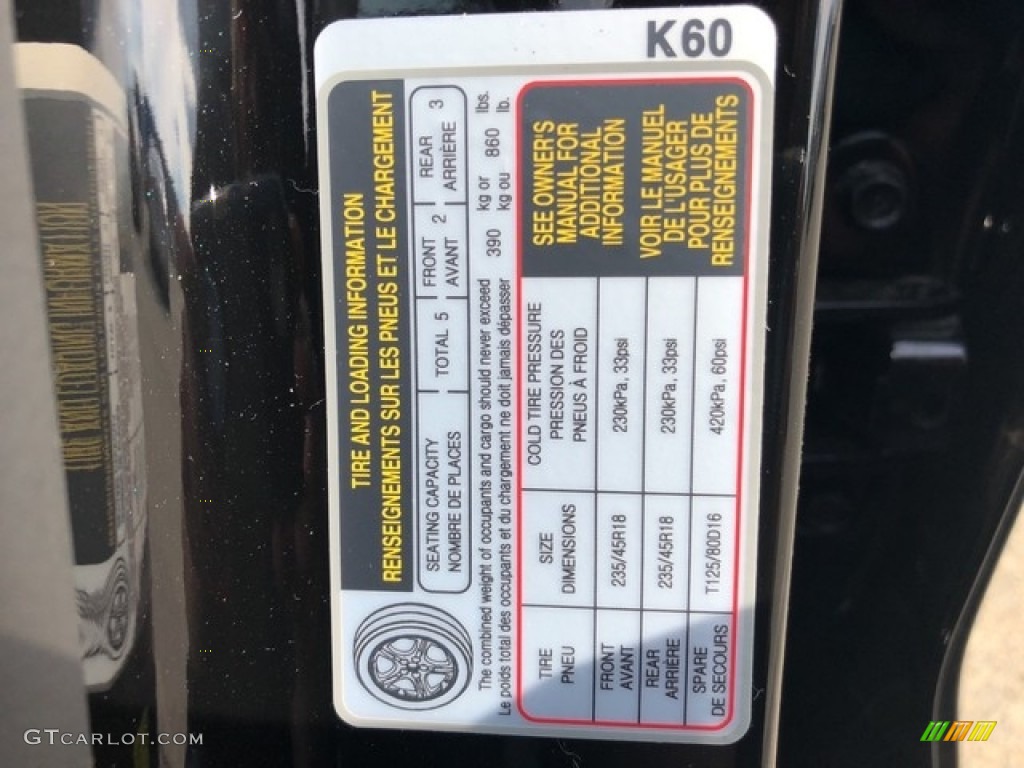 K60
TIRE AND LOADING INFORMATION
RENSEIGNEMENTS SUR LES PNEUS ET LE CHARGEMENT
SEATING CAPACITY
NOMBRE DE PLACES
TOTAL 5
FRONT
AVANT
2
REAR
ARRIÈRE
3
The combined weight of occupants and cargo should never exceed 390 kg or 860 lbs.
Le poids total des occupants et du chargement ne doit jamais dépasser kg ou lb.
TIRE
PNEU
SIZE
DIMENSIONS
COLD TIRE PRESSURE
PRESSION DES
PNEUS À FROID
FRONT
AVANT
235/45R18
230kPa, 33psi
REAR
ARRIÈRE
235/45R18
230kPa, 33psi
SPARE
DE SECOURS
T125/80D16
420kPa, 60psi
SEE OWNER'S
MANUAL FOR
ADDITIONAL
INFORMATION
VOIR LE MANUEL
DE L'USAGER
POUR PLUS DE
RENSEIGNEMENTS
GTCARLOT.COM